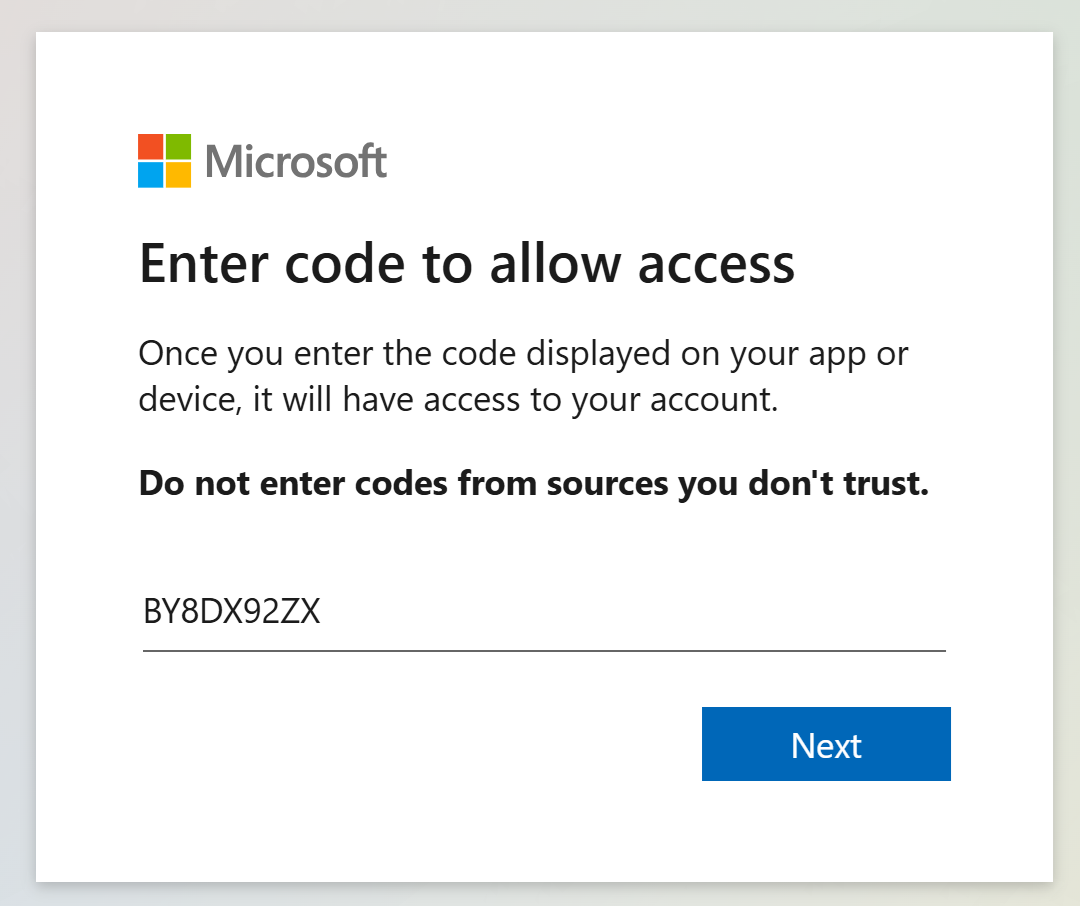 Microsoft
Enter code to allow access
Once you enter the code displayed on your app or
device, it will have access to your account.
Do not enter codes from sources you don't trust.
BY8DX92ZX
Next